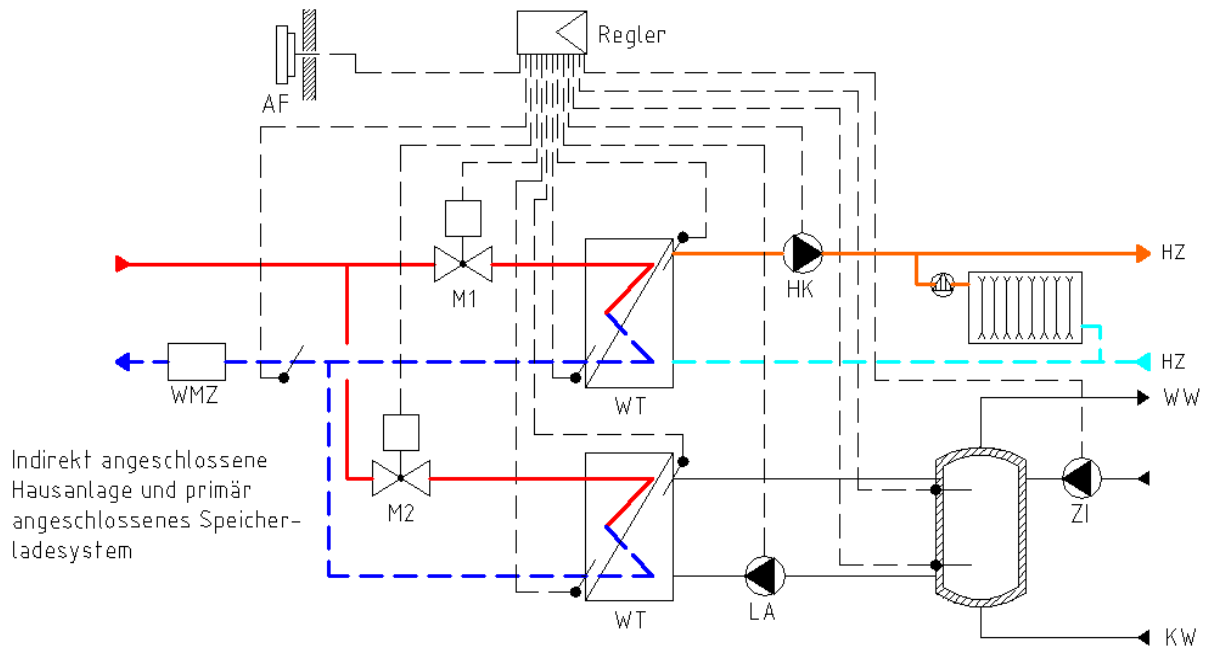 Regler
AF
M1
HK
HZ
WMZ
WT
HZ
WW
Indirekt angeschlossene
Hausanlage und primär
angeschlossenes Speicher-
ladesystem
M2
ZI
WT
LA
KW